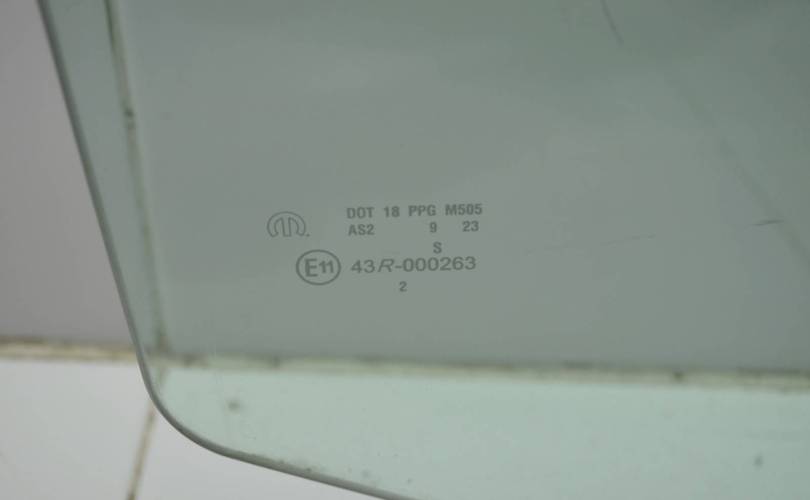 DOT 18 PPG M505
AS2 9 23
S
E11 43R-000263
2